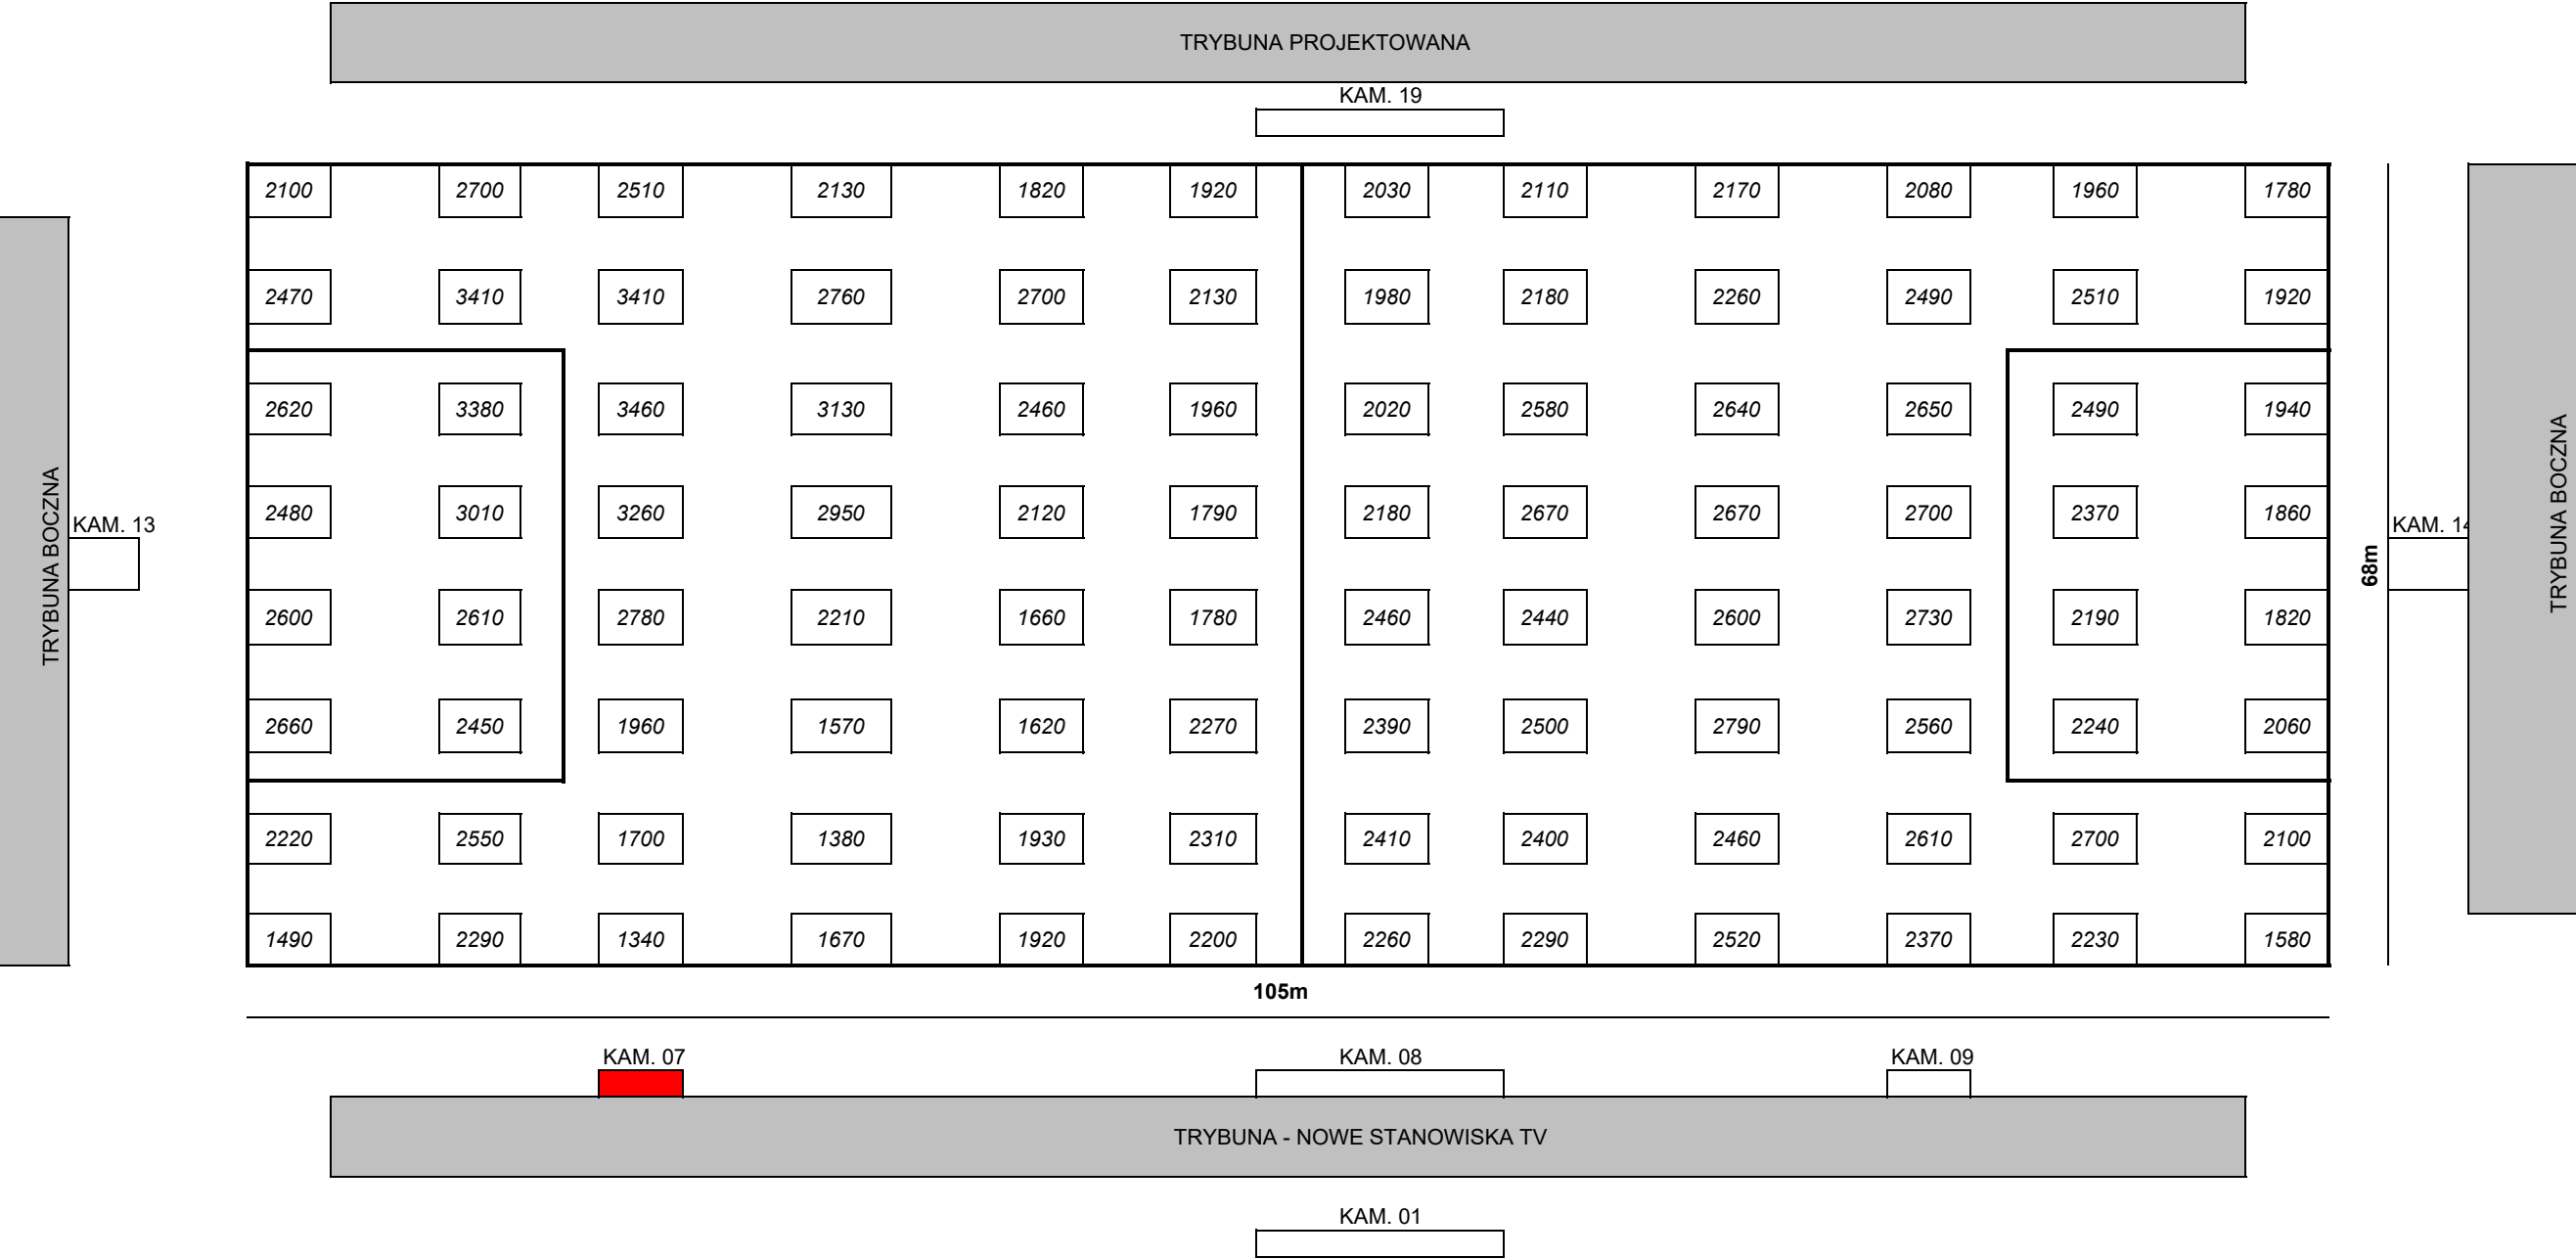 TRYBUNA PROJEKTOWANA
KAM. 19
2100 2700 2510 2130 1820 1920 2030 2110 2170 2080 1960 1780
2470 3410 3410 2760 2700 2130 1980 2180 2260 2490 2510 1920
2620 3380 3460 3130 2460 1960 2020 2580 2640 2650 2490 1940
TRYBUNA BOCZNA
KAM. 13
2480 3010 3260 2950 2120 1790 2180 2670 2670 2700 2370 1860
KAM. 14
TRYBUNA BOCZNA
68m
2600 2610 2780 2210 1660 1780 2460 2440 2600 2730 2190 1820
2660 2450 1960 1570 1620 2270 2390 2500 2790 2560 2240 2060
2220 2550 1700 1380 1930 2310 2410 2400 2460 2610 2700 2100
1490 2290 1340 1670 1920 2200 2260 2290 2520 2370 2230 1580
105m
KAM. 07 KAM. 08 KAM. 09
TRYBUNA - NOWE STANOWISKA TV
KAM. 01